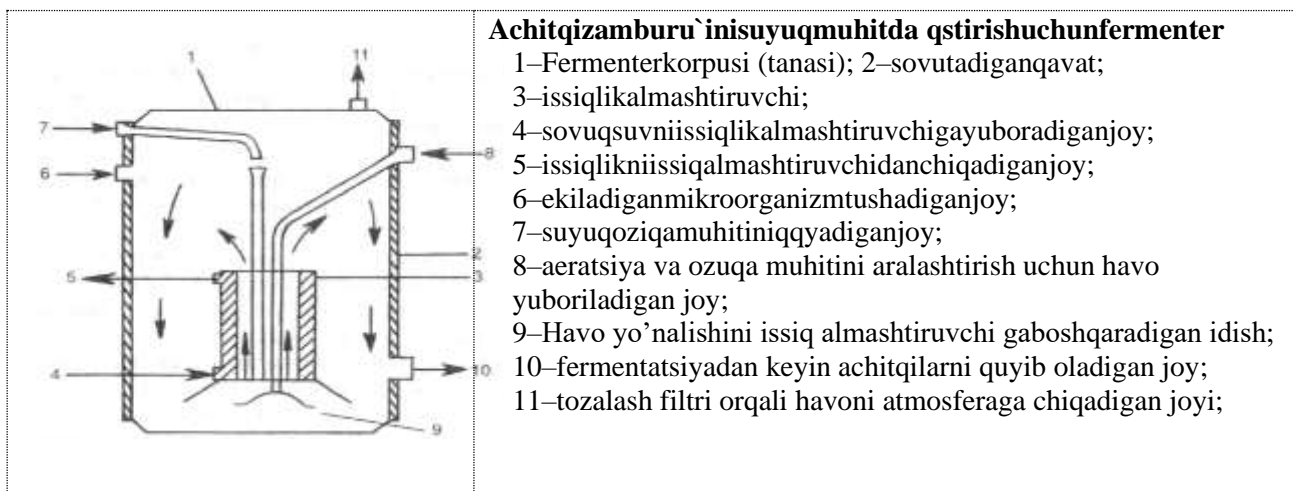 Achitqizamburu`inisuyuqmuhitda qstirishuchunfermenter
1–Fermenterkorpusi (tanasi); 2–sovutadiganqavat;
3–issiqlikalmashtiruvchi;
4–sovuqsuvniissiqlikalmashtiruvchigayuboradiganjoy;
5–issiqlikniissiqalmashtiruvchidanchiqadiganjoy;
6–ekiladiganmikroorganizmtushadiganjoy;
7–suyuqoziqamuhitiniqqyadiganjoy;
8–aeratsiya va ozuqa muhitini aralashtirish uchun havo
yuboriladigan joy;
9–Havo yo’nalishini issiq almashtiruvchi gaboshqaradigan idish;
10–fermentatsiyadan keyin achitqilarni quyib oladigan joy;
11–tozalash filtri orqali havoni atmosferaga chiqadigan joyi;
11
1
7
8
6
2
5
3
4
10
9